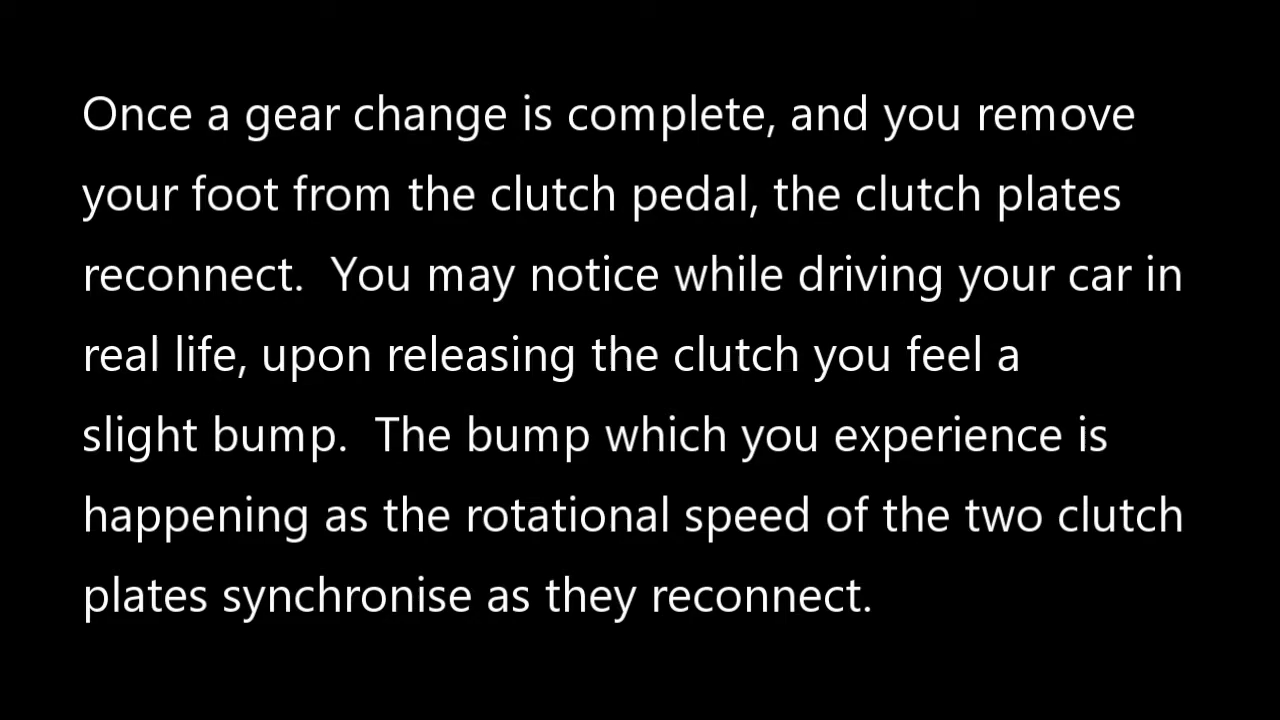 Once a gear change is complete, and you remove
your foot from the clutch pedal, the clutch plates
reconnect.  You may notice while driving your car in
real life, upon releasing the clutch you feel a
slight bump.  The bump which you experience is
happening as the rotational speed of the two clutch
plates synchronise as they reconnect.